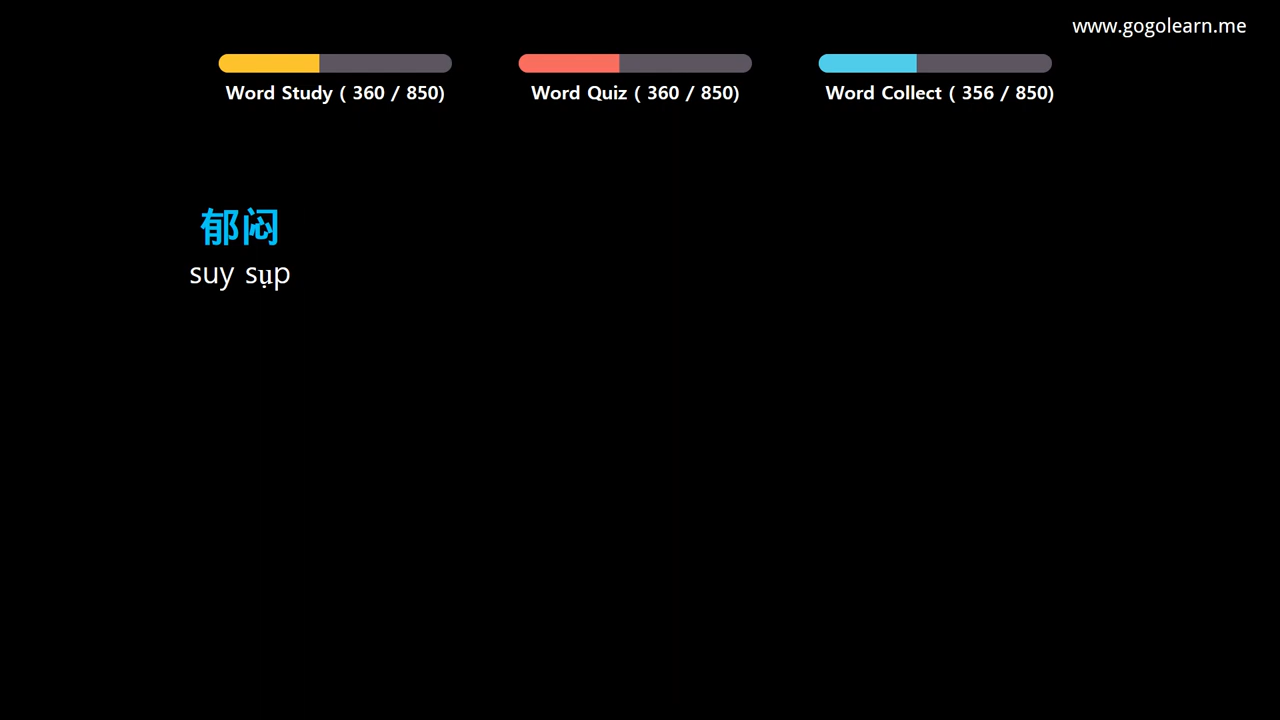 www.gogolearn.me
Word Study ( 360 / 850)
Word Quiz ( 360 / 850)
Word Collect ( 356 / 850)
郁闷
suy sụp